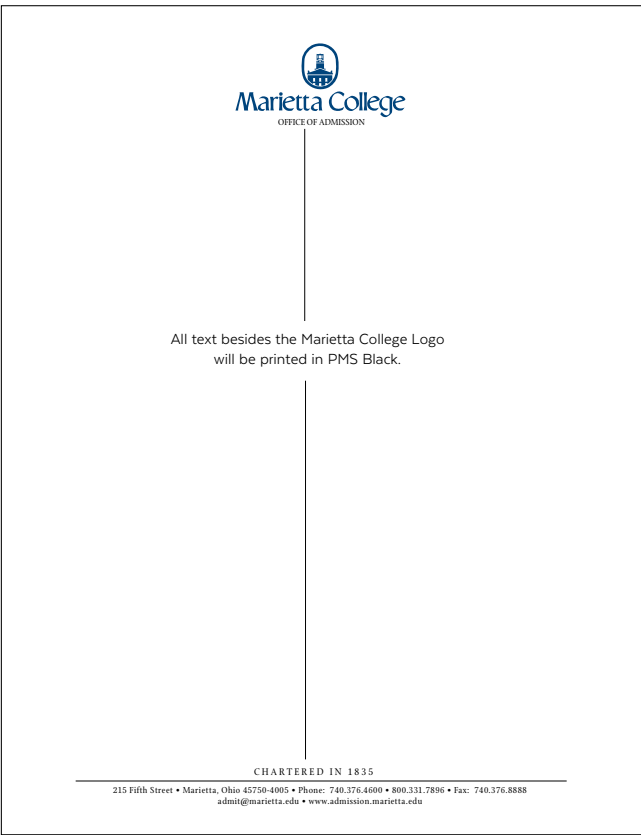 Marietta College
OFFICE OF ADMISSION
All text besides the Marietta College Logo
will be printed in PMS Black.
CHARTERED IN 1835
215 Fifth Street • Marietta, Ohio 45750-4005 • Phone: 740.376.4600 • 800.331.7896 • Fax: 740.376.8888
admit@marietta.edu • www.admission.marietta.edu